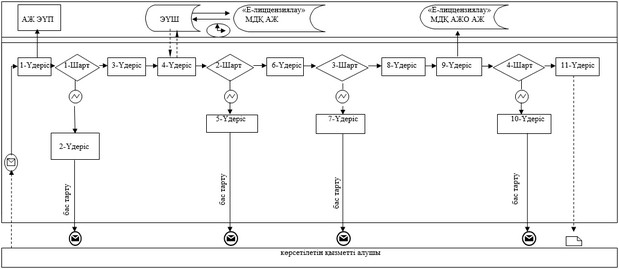 АЖ ЭҮП
ЭҮШ
«Е-лицензиялау»
МДҚ АЖ
«Е-лицензиялау»
МДҚ АЖО АЖ
1-Үдеріс
1-Шарт
3-Үдеріс
4-Үдеріс
2-Шарт
6-Үдеріс
3-Шарт
8-Үдеріс
9-Үдеріс
4-Шарт
11-Үдеріс
2-Үдеріс
5-Үдеріс
7-Үдеріс
10-Үдеріс
бас тарту
бас тарту
бас тарту
бас тарту
көрсетілетін қызметті алушы